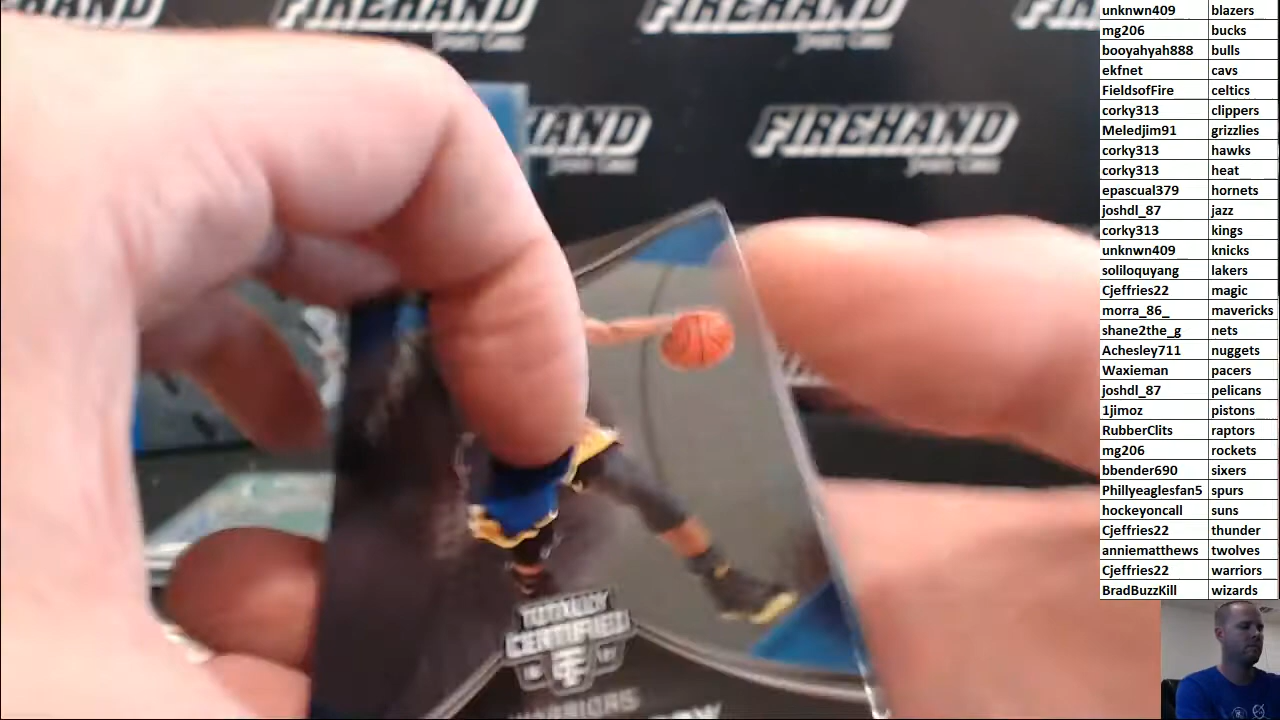 FIREHAND
FIREHAND
HAND
FIREHAND
TOTALLY
CERTIFIED
WARRIORS
unknwn409 blazers
mg206 bucks
booyahyah888 bulls
ekfnet cavs
FieldsofFire celtics
corky313 clippers
Meledjim91 grizzlies
corky313 hawks
corky313 heat
epascual379 hornets
joshdl_87 jazz
corky313 kings
unknwn409 knicks
soliloquyang lakers
Cjeffries22 magic
morra_86_ mavericks
shane2the_g nets
Achesley711 nuggets
Waxieman pacers
joshdl_87 pelicans
1jimoz pistons
RubberClits raptors
mg206 rockets
bbender690 sixers
Phillyeaglesfan5 spurs
hockeyoncall suns
Cjeffries22 thunder
anniematthews twolves
Cjeffries22 warriors
BradBuzzKill wizards